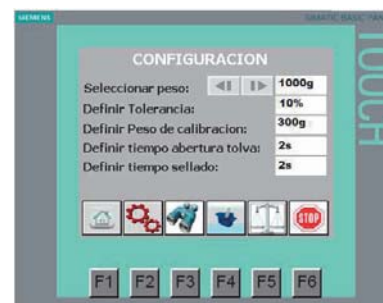 SIEMENS
SIMATIC BASIC PAN
TOUCH
CONFIGURACION
Seleccionar peso: 1000g
Definir Tolerancia: 10%
Definir Peso de calibracion: 300g
Definir tiempo abertura tolva: 2s
Definir tiempo sellado: 2s
STOP
F1 F2 F3 F4 F5 F6